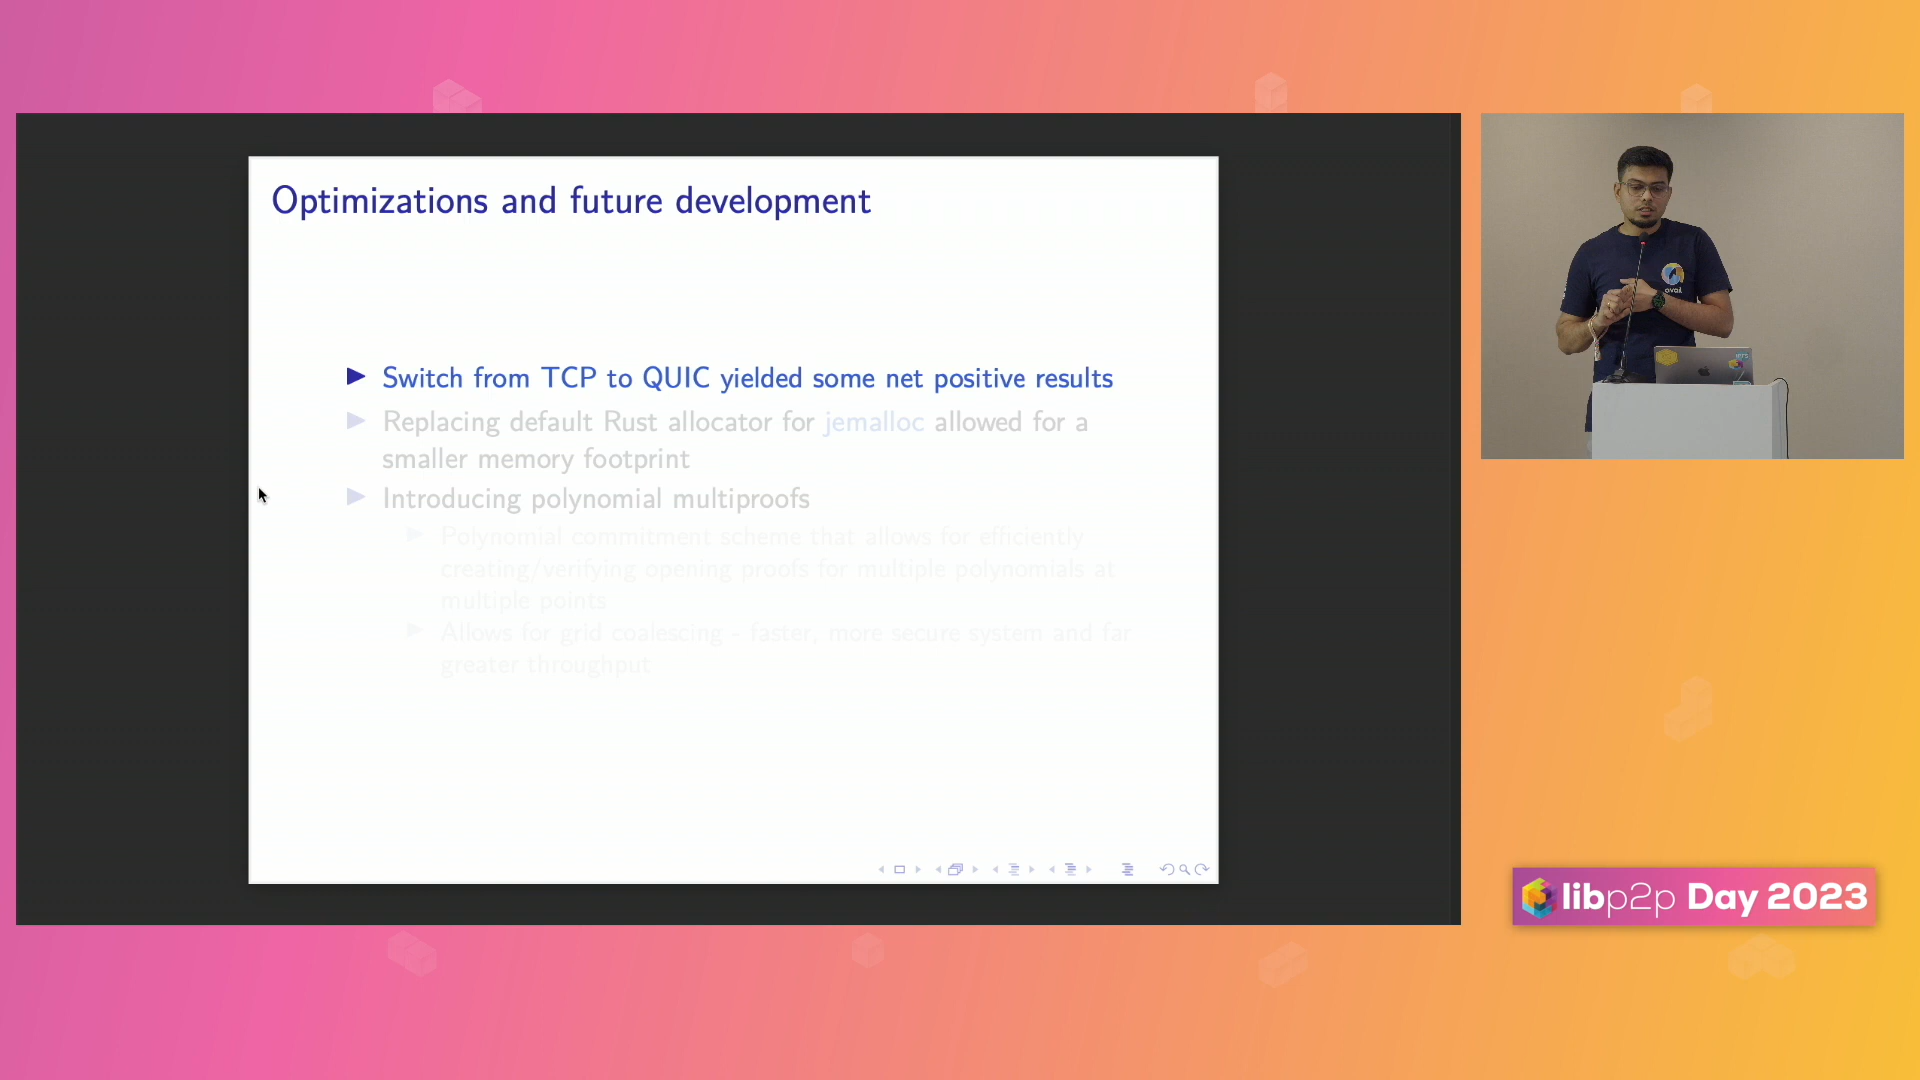 Optimizations and future development
Switch from TCP to QUIC yielded some net positive results
Replacing default Rust allocator for jemalloc allowed for a
smaller memory footprint
Introducing polynomial multiproofs
Polynomial commitment scheme that allows for efficiently
creating/verifying opening proofs for multiple polynomials at
multiple points
Allows for grid coalescing - faster, more secure system and far
greater throughput
avail
libp2p Day 2023